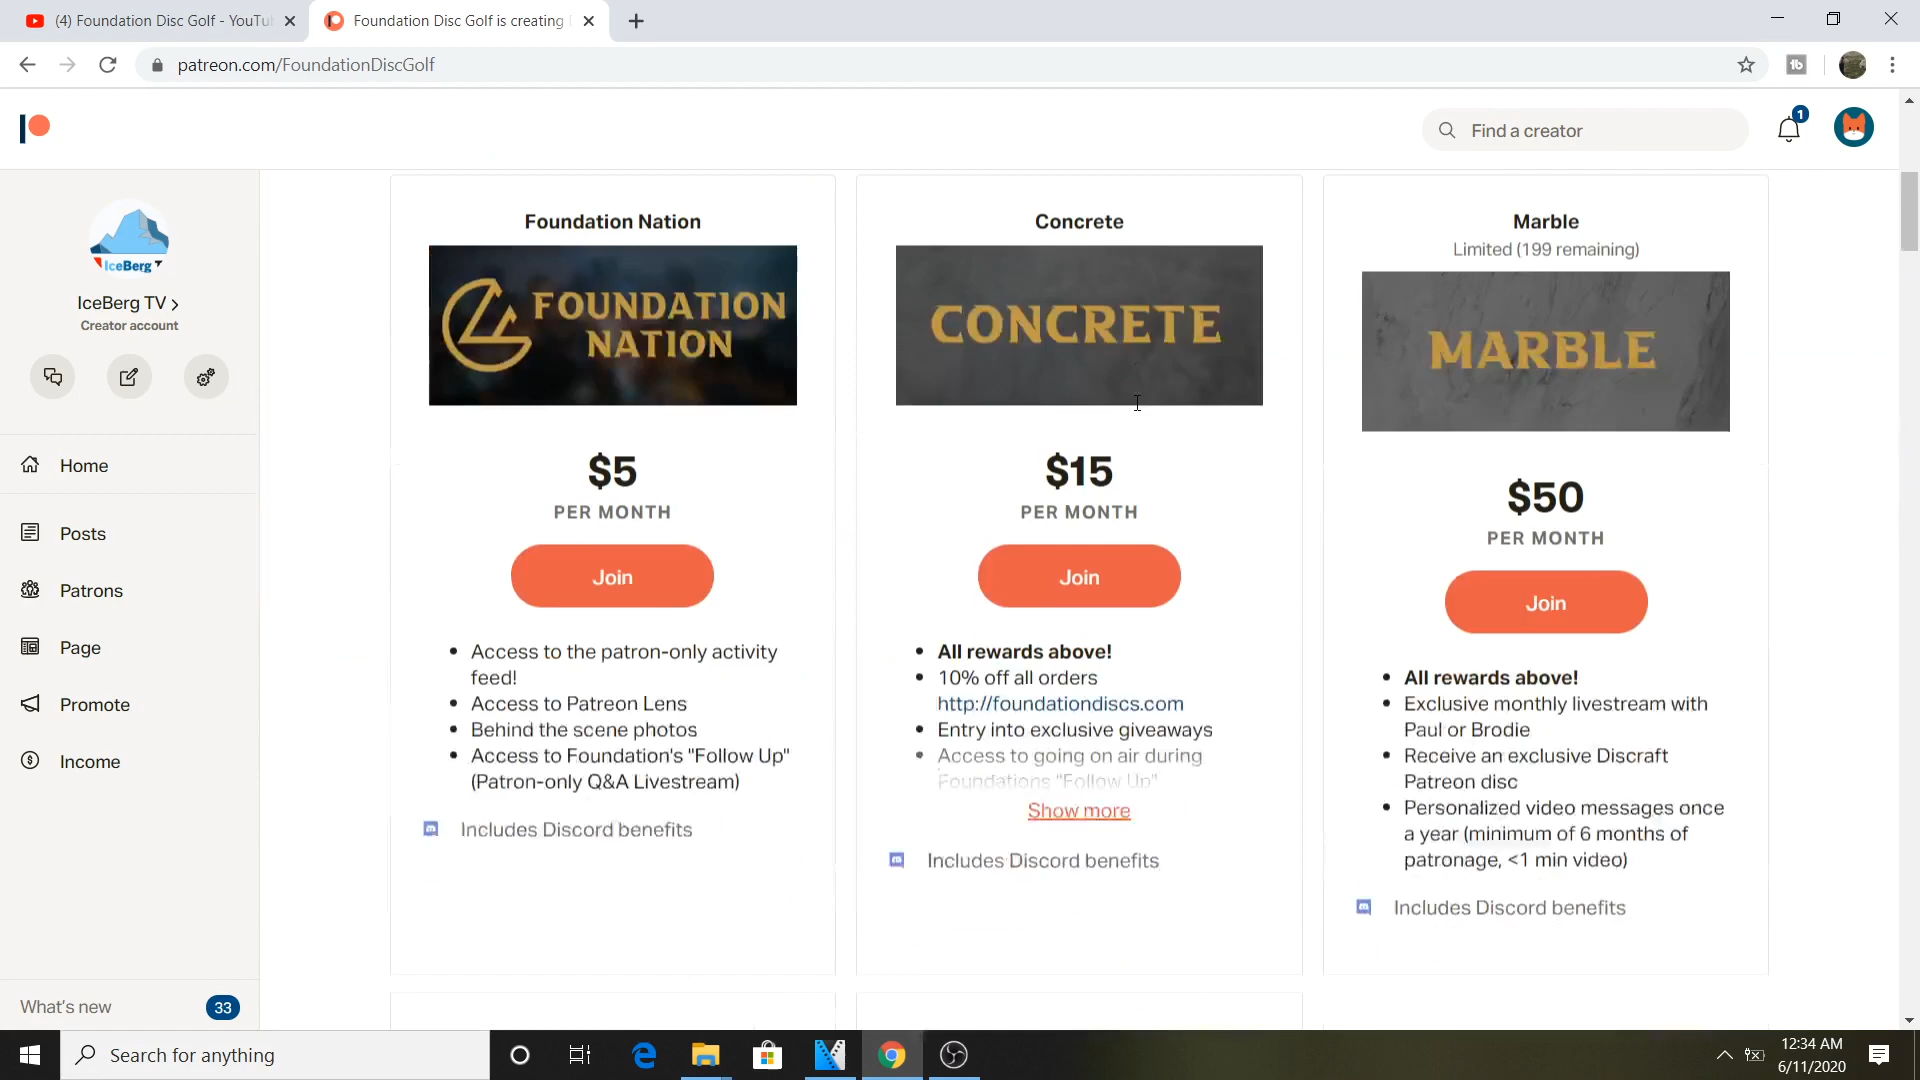 (4) Foundation Disc Golf - YouTu
Foundation Disc Golf is creating
patreon.com/FoundationDiscGolf
Find a creator
1
IceBerg
IceBerg TV
Creator account
Home
Posts
Patrons
Page
Promote
Income
What's new
33
Foundation Nation
FOUNDATION
NATION
$5
PER MONTH
Join
Access to the patron-only activity
feed!
Access to Patreon Lens
Behind the scene photos
Access to Foundation's "Follow Up"
(Patron-only Q&A Livestream)
Includes Discord benefits
Concrete
CONCRETE
$15
PER MONTH
Join
All rewards above!
10% off all orders
http://foundationdiscs.com
Entry into exclusive giveaways
Access to going on air during
Foundations "Follow Up"
Show more
Includes Discord benefits
Marble
Limited (199 remaining)
MARBLE
$50
PER MONTH
Join
All rewards above!
Exclusive monthly livestream with
Paul or Brodie
Receive an exclusive Discraft
Patreon disc
Personalized video messages once
a year (minimum of 6 months of
patronage, <1 min video)
Includes Discord benefits
Search for anything
12:34 AM
6/11/2020